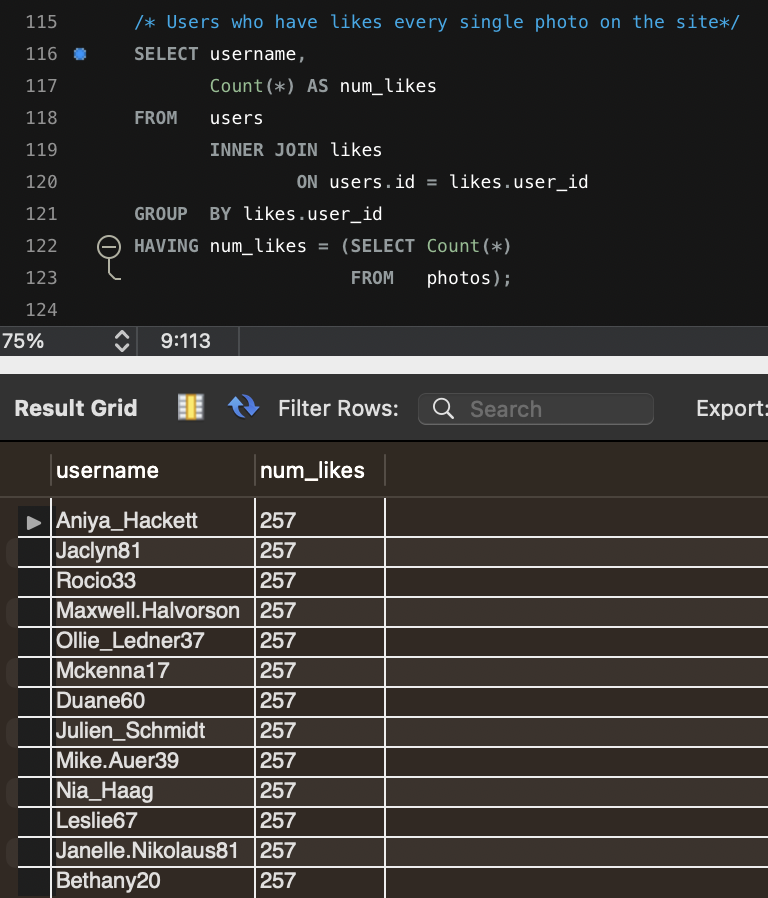 115 /* Users who have likes every single photo on the site*/
116 SELECT username,
117 Count(*) AS num_likes
118 FROM users
119 INNER JOIN likes
120 ON users.id = likes.user_id
121 GROUP BY likes.user_id
122 HAVING num_likes = (SELECT Count(*)
123 FROM photos);
124
75% 9:113
Result Grid Filter Rows: Search Export:
username num_likes
Aniya_Hackett 257
Jaclyn81 257
Rocio33 257
Maxwell.Halvorson 257
Ollie_Ledner37 257
Mckenna17 257
Duane60 257
Julien_Schmidt 257
Mike.Auer39 257
Nia_Haag 257
Leslie67 257
Janelle.Nikolaus81 257
Bethany20 257